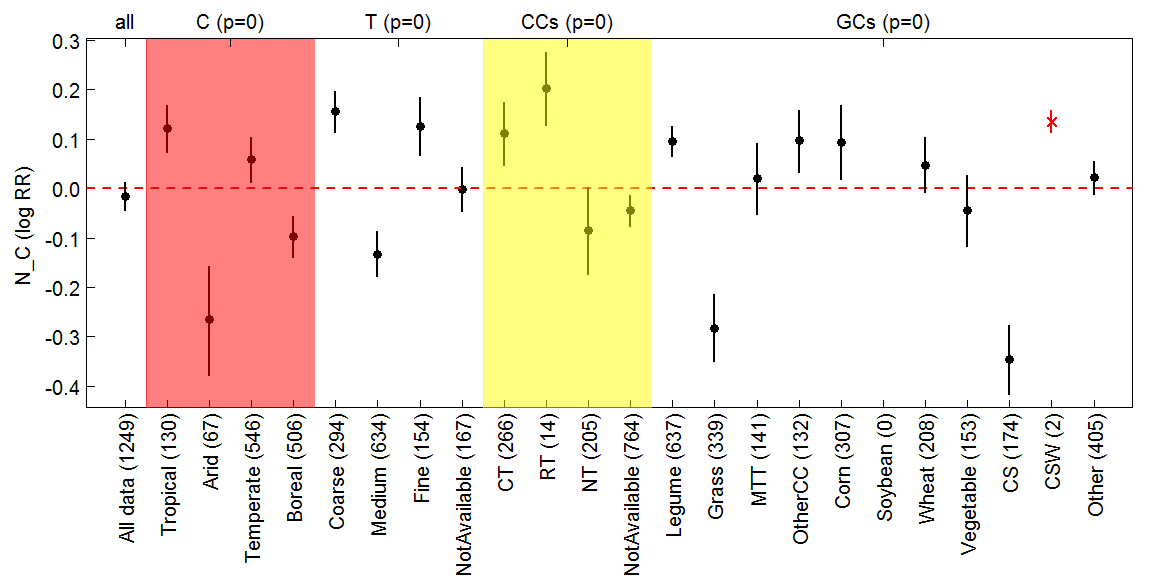 all C (p=0) T (p=0) CCs (p=0) GCs (p=0)
N_C (log RR)
0.3
0.2
0.1
0.0
-0.1
-0.2
-0.3
-0.4
All data (1249)
Tropical (130)
Arid (67)
Temperate (546)
Boreal (506)
Coarse (294)
Medium (634)
Fine (154)
NotAvailable (167)
CT (266)
RT (14)
NT (205)
NotAvailable (764)
Legume (637)
Grass (339)
MTT (141)
OtherCC (132)
Corn (307)
Soybean (0)
Wheat (208)
Vegetable (153)
CS (174)
CSW (2)
Other (405)